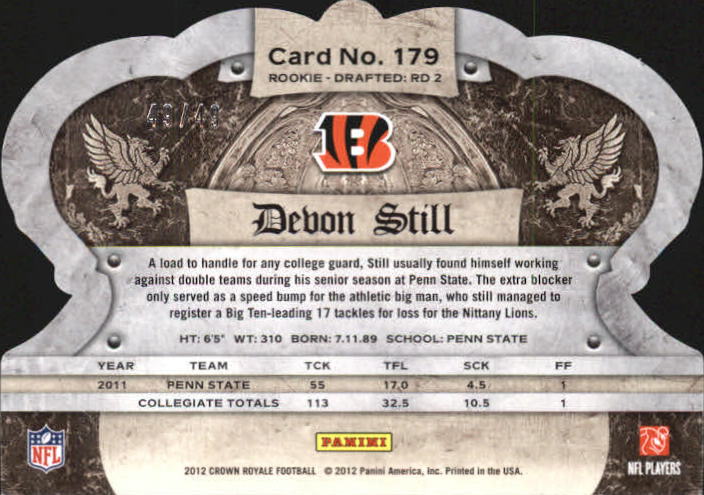 Card No. 179
ROOKIE - DRAFTED: RD 2
49/49
B
Devon Still
A load to handle for any college guard, Still usually found himself working
against double teams during his senior season at Penn State. The extra blocker
only served as a speed bump for the athletic big man, who still managed to
register a Big Ten-leading 17 tackles for loss for the Nittany Lions.
HT: 6'5" WT: 310 BORN: 7.11.89 SCHOOL: PENN STATE
YEAR TEAM TCK TFL SCK FF
2011 PENN STATE 55 17.0 4.5 1
COLLEGIATE TOTALS 113 32.5 10.5 1
NFL
PANINI
NFL PLAYERS
2012 CROWN ROYALE FOOTBALL © 2012 Panini America, Inc. Printed in the USA.